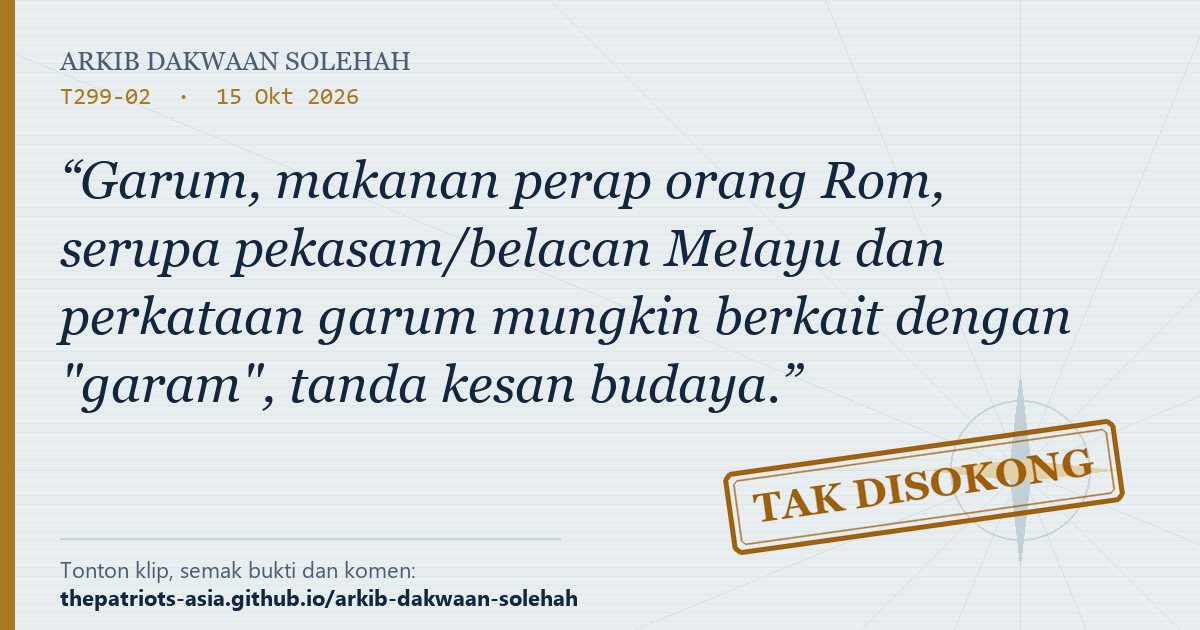 ARKIB DAKWAAN SOLEHAH
T299-02 · 15 Okt 2026
“Garum, makanan perap orang Rom,
serupa pekasam/belacan Melayu dan
perkataan garum mungkin berkait dengan
"garam", tanda kesan budaya.”
TAK DISOKONG
Tonton klip, semak bukti dan komen:
thepatriots-asia.github.io/arkib-dakwaan-solehah